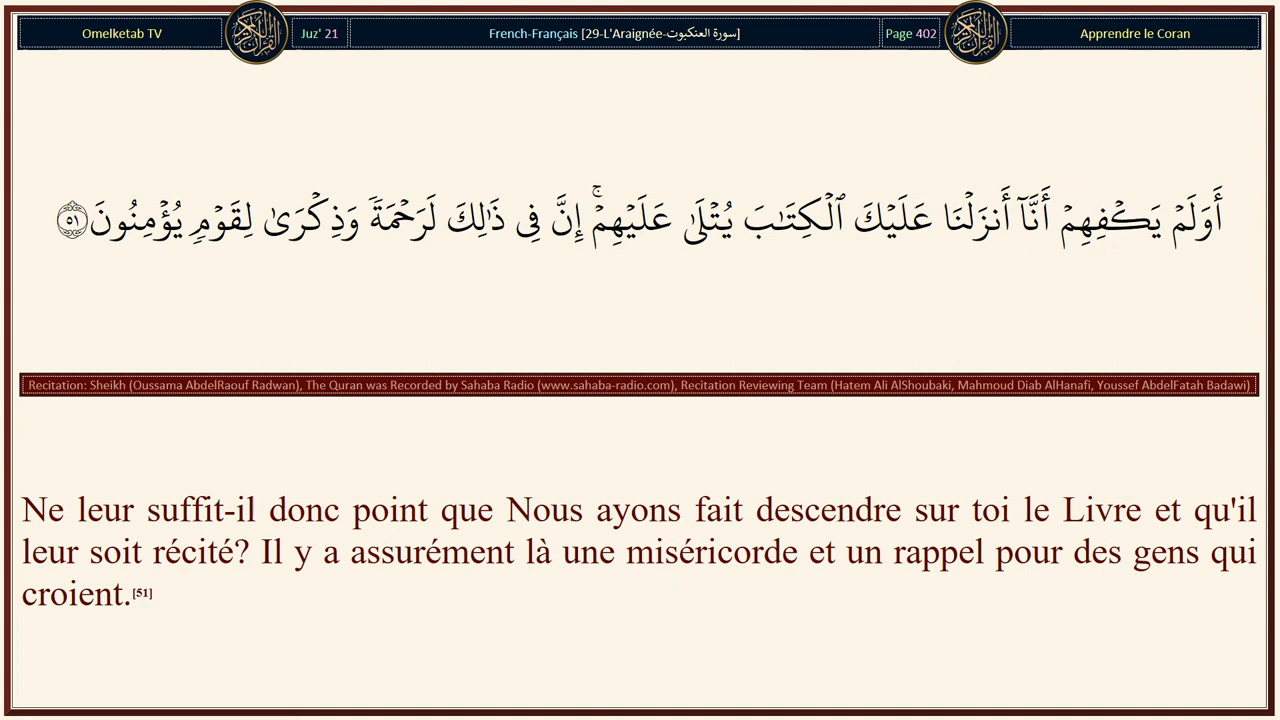 Omelketab TV
Juz' 21
French-Français [29-L'Araignée-سورة العنكبوت]
Page 402
Apprendre le Coran
أَوَلَمْ يَكْفِهِمْ أَنَّآ أَنزَلْنَا عَلَيْكَ ٱلْكِتَـٰبَ يُتْلَىٰ عَلَيْهِمْ ۚ إِنَّ فِى ذَٰلِكَ لَرَحْمَةً وَذِكْرَىٰ لِقَوْمٍ يُؤْمِنُونَ ٥١
Recitation: Sheikh (Oussama AbdelRaouf Radwan), The Quran was Recorded by Sahaba Radio (www.sahaba-radio.com), Recitation Reviewing Team (Hatem Ali AlShoubaki, Mahmoud Diab AlHanafi, Youssef AbdelFatah Badawi)
Ne leur suffit-il donc point que Nous ayons fait descendre sur toi le Livre et qu'il
leur soit récité? Il y a assurément là une miséricorde et un rappel pour des gens qui
croient.[51]